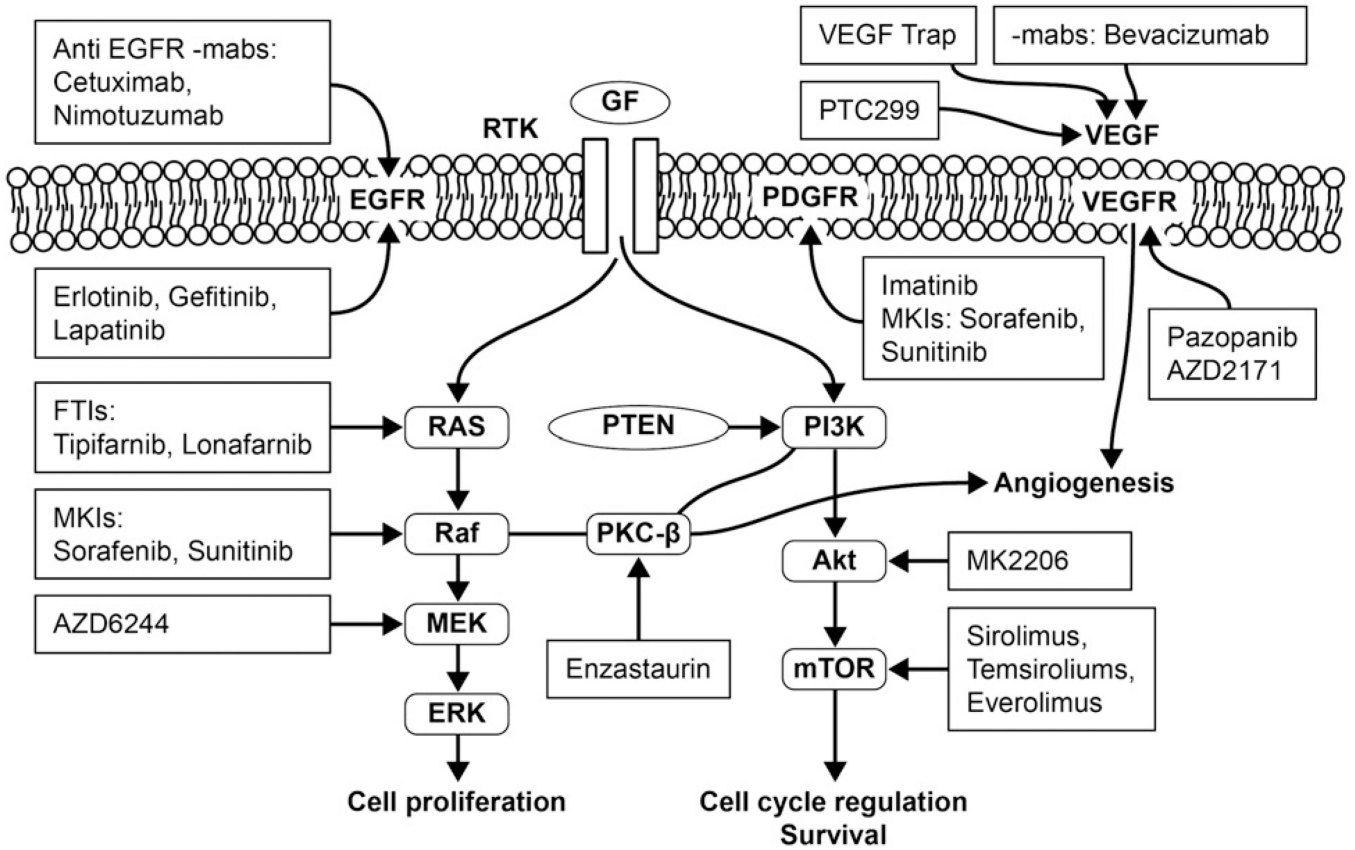 Anti EGFR -mabs:
Cetuximab,
Nimotuzumab
RTK
GF
VEGF Trap
-mabs: Bevacizumab
PTC299
VEGF
EGFR
PDGFR
VEGFR
Erlotinib, Gefitinib,
Lapatinib
Imatinib
MKIs: Sorafenib,
Sunitinib
Pazopanib
AZD2171
FTIs:
Tipifarnib, Lonafarnib
RAS
PTEN
PI3K
Angiogenesis
MKIs:
Sorafenib, Sunitinib
Raf
PKC-β
Akt
MK2206
AZD6244
MEK
Enzastaurin
mTOR
Sirolimus,
Temsiroliums,
Everolimus
ERK
Cell proliferation
Cell cycle regulation
Survival